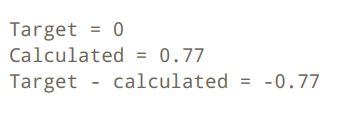 Target = 0
Calculated = 0.77
Target - calculated = -0.77